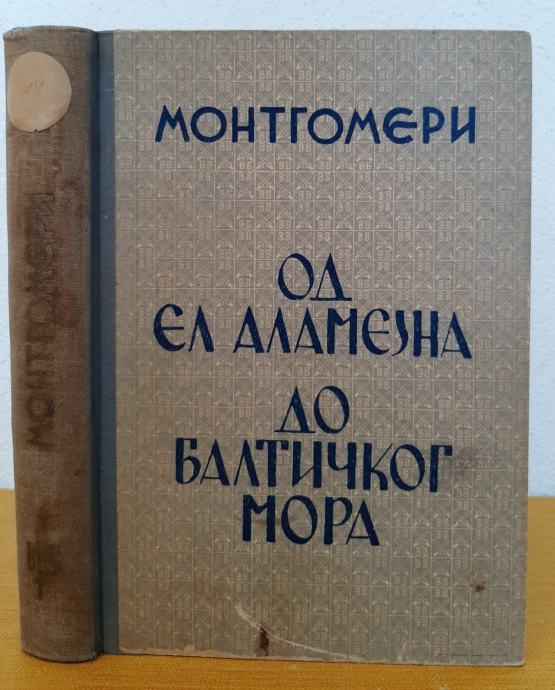 МОНТГОМЕРИ
МОНТГОМЕРИ
ОД
ЕЛ АЛАМЕЈНА
ДО
БАЛТИЧКОГ
МОРА